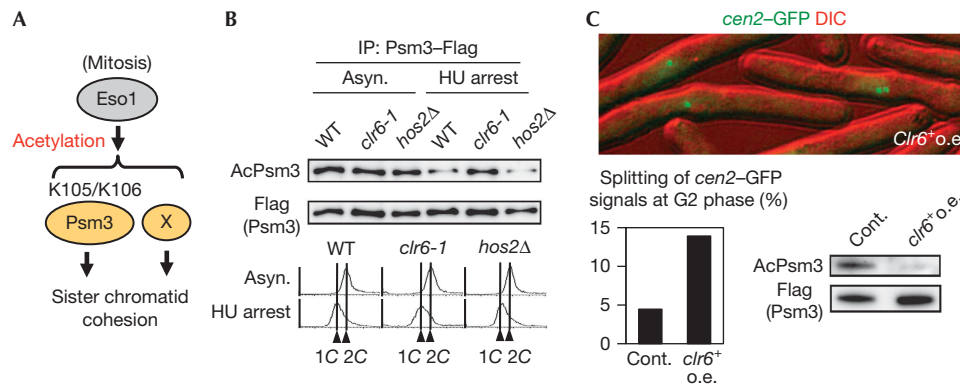 A
(Mitosis)
Eso1
Acetylation
K105/K106
Psm3
X
Sister chromatid
cohesion
B
IP: Psm3–Flag
Asyn. HU arrest
WT clr6-1 hos2Δ WT clr6-1 hos2Δ
AcPsm3
Flag
(Psm3)
WT clr6-1 hos2Δ
Asyn.
HU arrest
1C 2C 1C 2C 1C 2C
C
cen2–GFP DIC
Clr6+o.e.
Splitting of cen2–GFP
signals at G2 phase (%)
15
10
5
0
Cont. clr6+
o.e.
Cont. clr6+o.e.
AcPsm3
Flag
(Psm3)